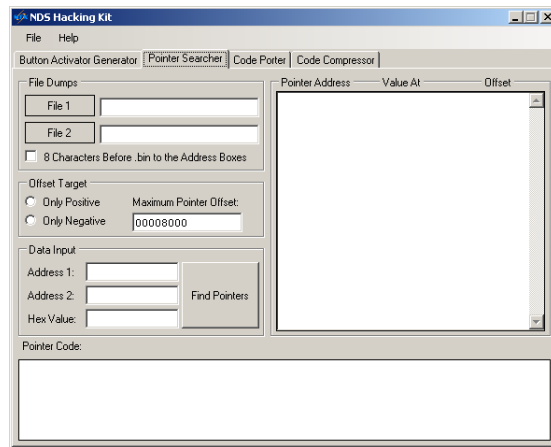 NDS Hacking Kit
File Help
Button Activator Generator Pointer Searcher Code Porter Code Compressor
File Dumps
File 1
File 2
8 Characters Before .bin to the Address Boxes
Offset Target
Only Positive Maximum Pointer Offset:
Only Negative 00008000
Data Input
Address 1:
Address 2:
Hex Value:
Find Pointers
Pointer Address Value At Offset
Pointer Code: